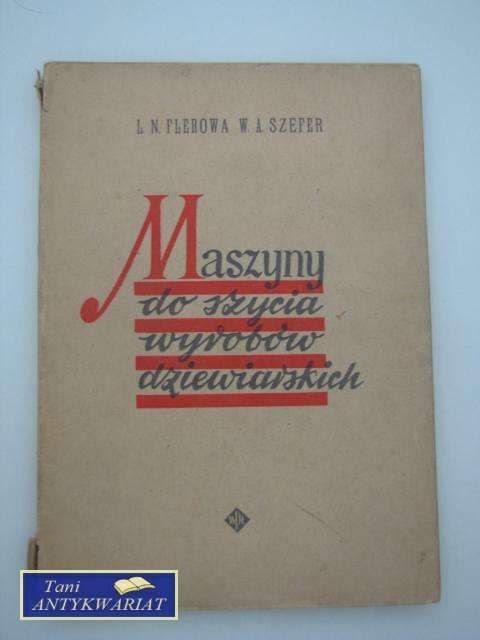 L. N. FLEROWA W. A. SZEFER
Maszyny
do szycia
wyrobów
dziewiarskich
Tani
ANTYKWARIAT